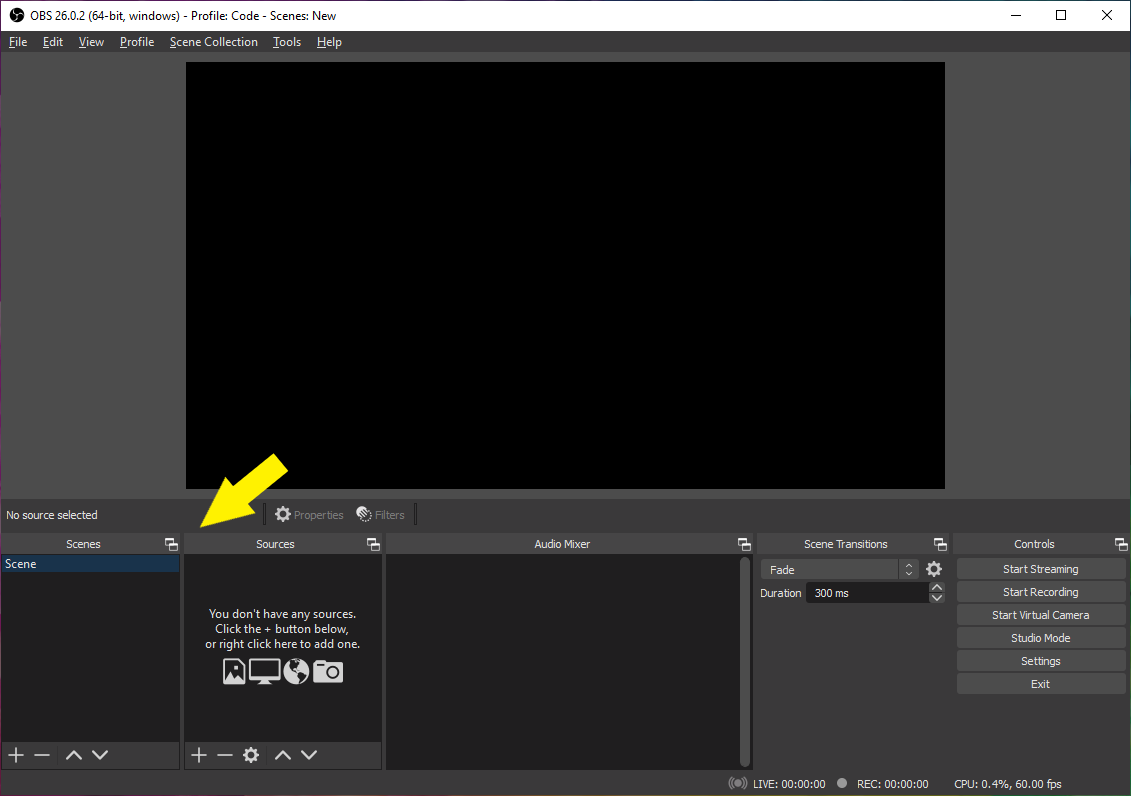 OBS 26.0.2 (64-bit, windows) - Profile: Code - Scenes: New
File Edit View Profile Scene Collection Tools Help
No source selected Properties Filters
Scenes Sources Audio Mixer Scene Transitions Controls
Scene
You don't have any sources.
Click the + button below,
or right click here to add one.
Fade
Duration 300 ms
Start Streaming
Start Recording
Start Virtual Camera
Studio Mode
Settings
Exit
LIVE: 00:00:00 REC: 00:00:00 CPU: 0.4%, 60.00 fps